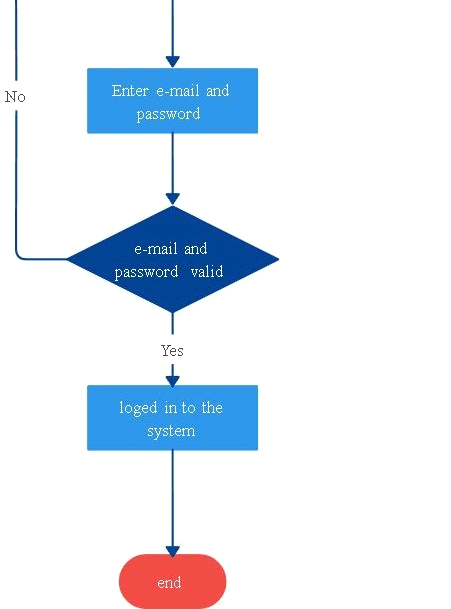 No
Enter e-mail and
password
e-mail and
password valid
Yes
loged in to the
system
end